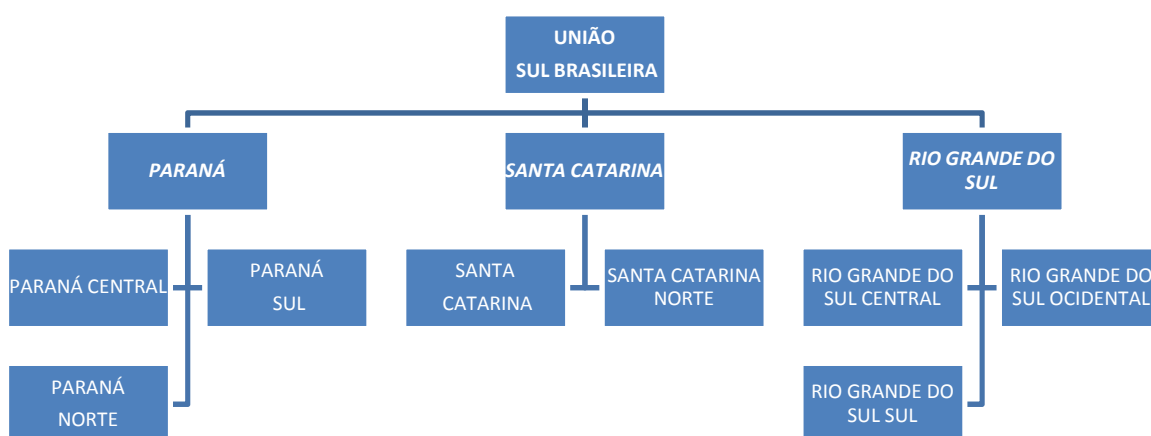 UNIÃO
SUL BRASILEIRA
PARANÁ
SANTA CATARINA
RIO GRANDE DO
SUL
PARANÁ CENTRAL
PARANÁ
SUL
SANTA
CATARINA
SANTA CATARINA
NORTE
RIO GRANDE DO
SUL CENTRAL
RIO GRANDE DO
SUL OCIDENTAL
PARANÁ
NORTE
RIO GRANDE DO
SUL SUL